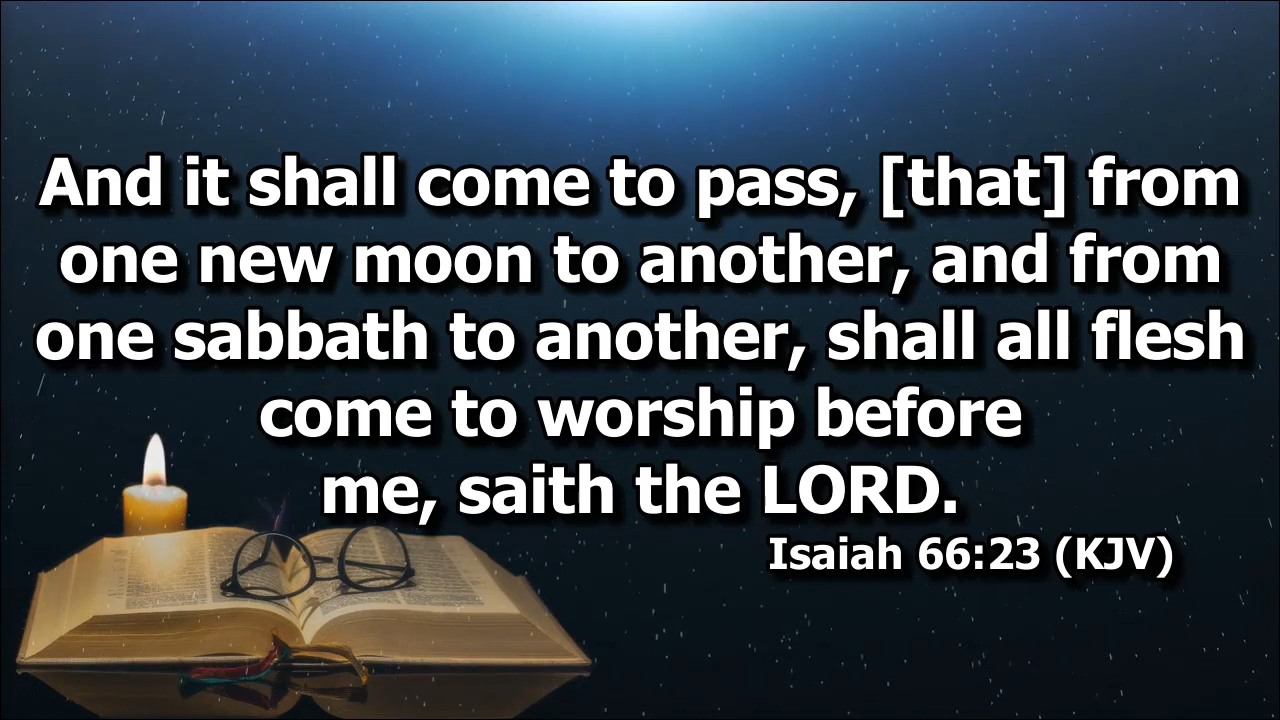 And it shall come to pass, [that] from
one new moon to another, and from
one sabbath to another, shall all flesh
come to worship before
me, saith the LORD.
Isaiah 66:23 (KJV)